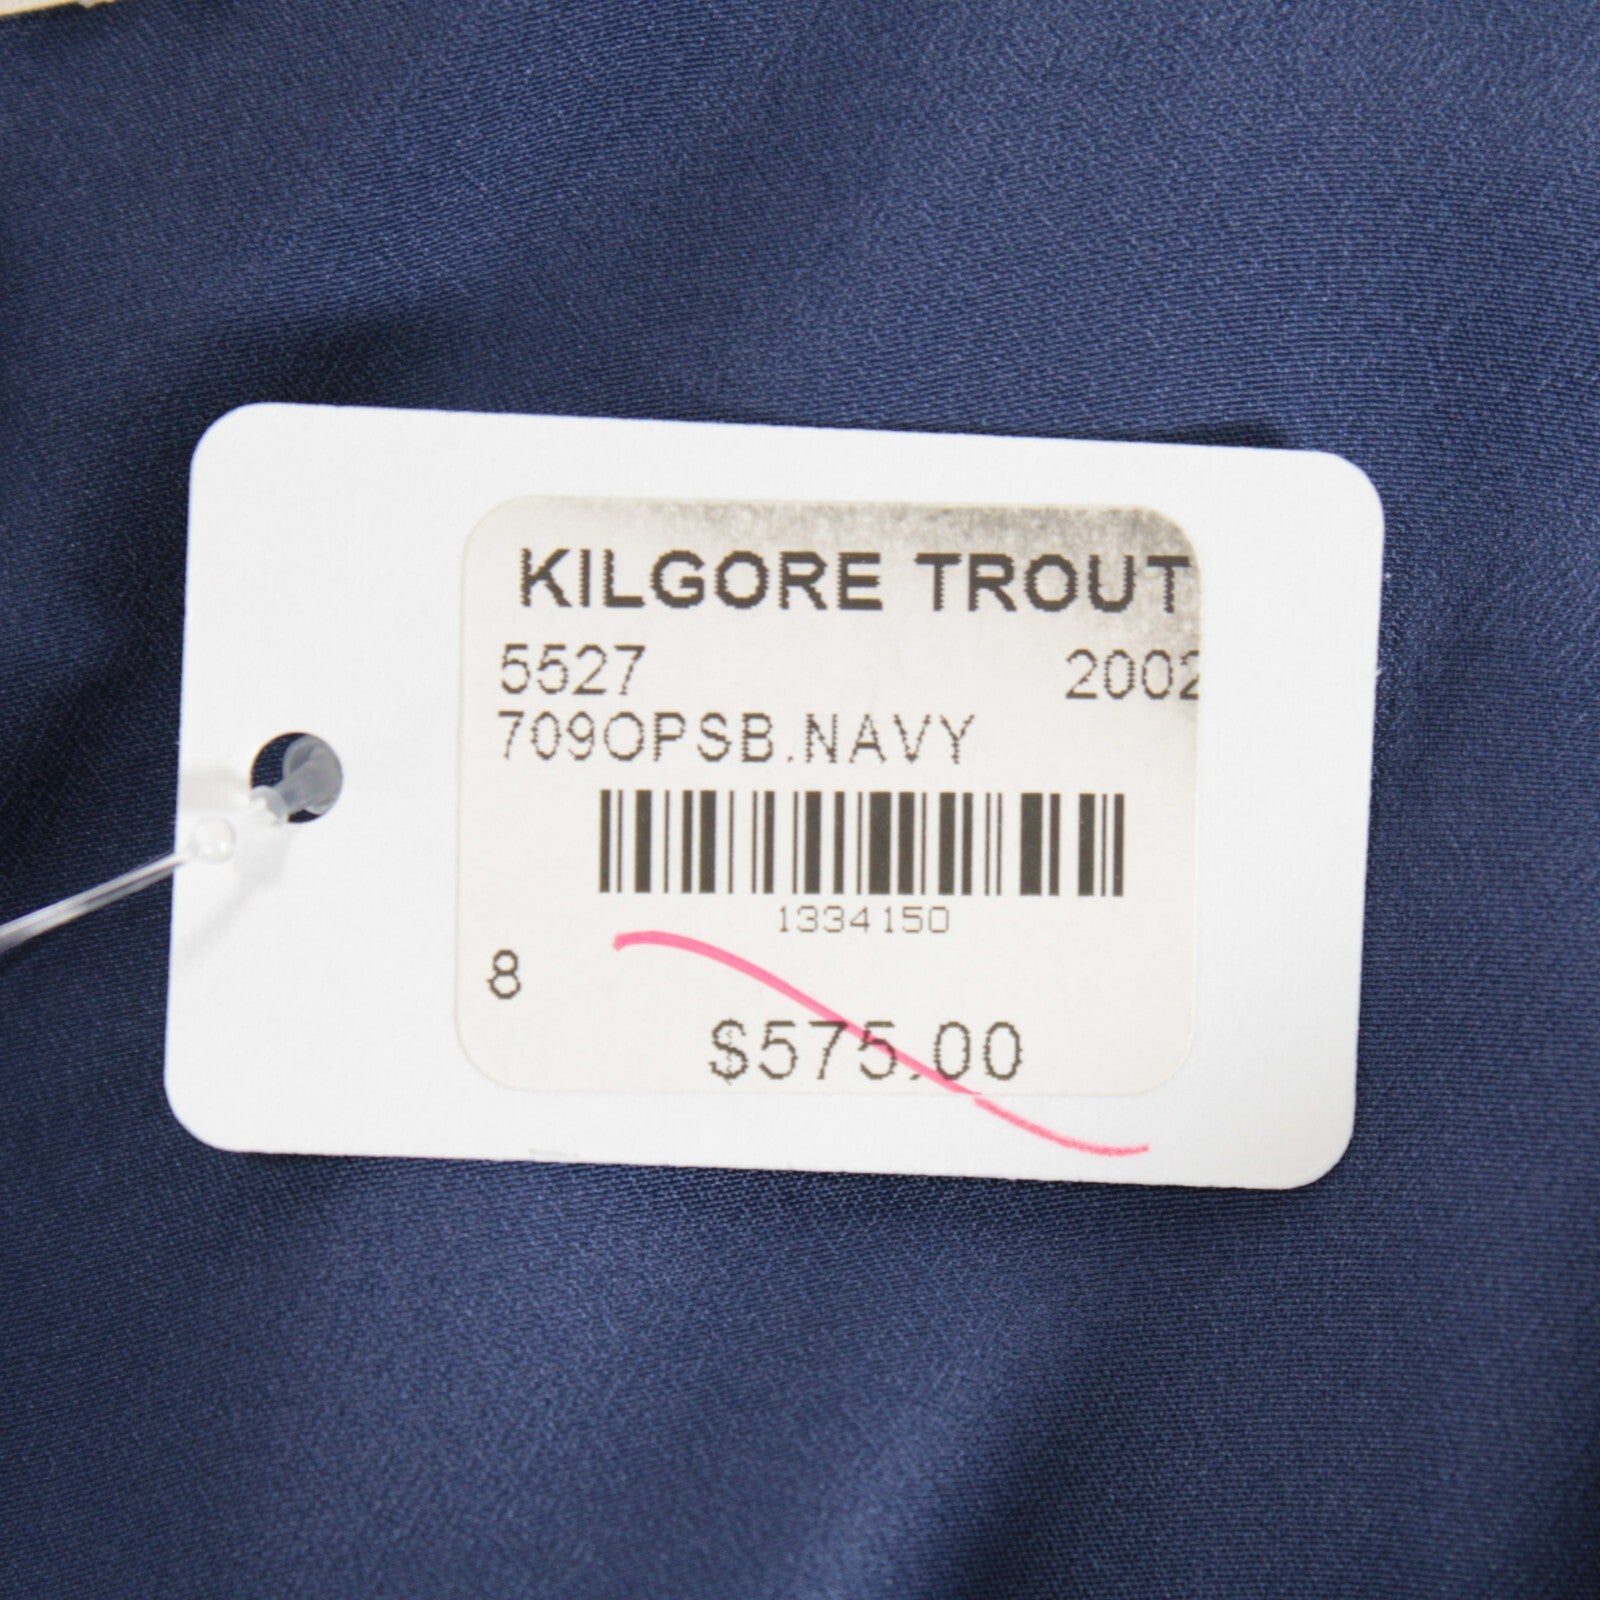 KILGORE TROUT
5527 2002
709OPSB.NAVY
1334150
8
$575.00